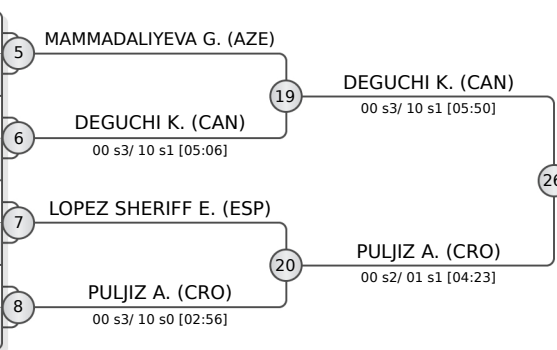 5
MAMMADALIYEVA G. (AZE)
19
DEGUCHI K. (CAN)
00 s3/ 10 s1 [05:50]
6
DEGUCHI K. (CAN)
00 s3/ 10 s1 [05:06]
26
7
LOPEZ SHERIFF E. (ESP)
20
PULJIZ A. (CRO)
00 s2/ 01 s1 [04:23]
8
PULJIZ A. (CRO)
00 s3/ 10 s0 [02:56]